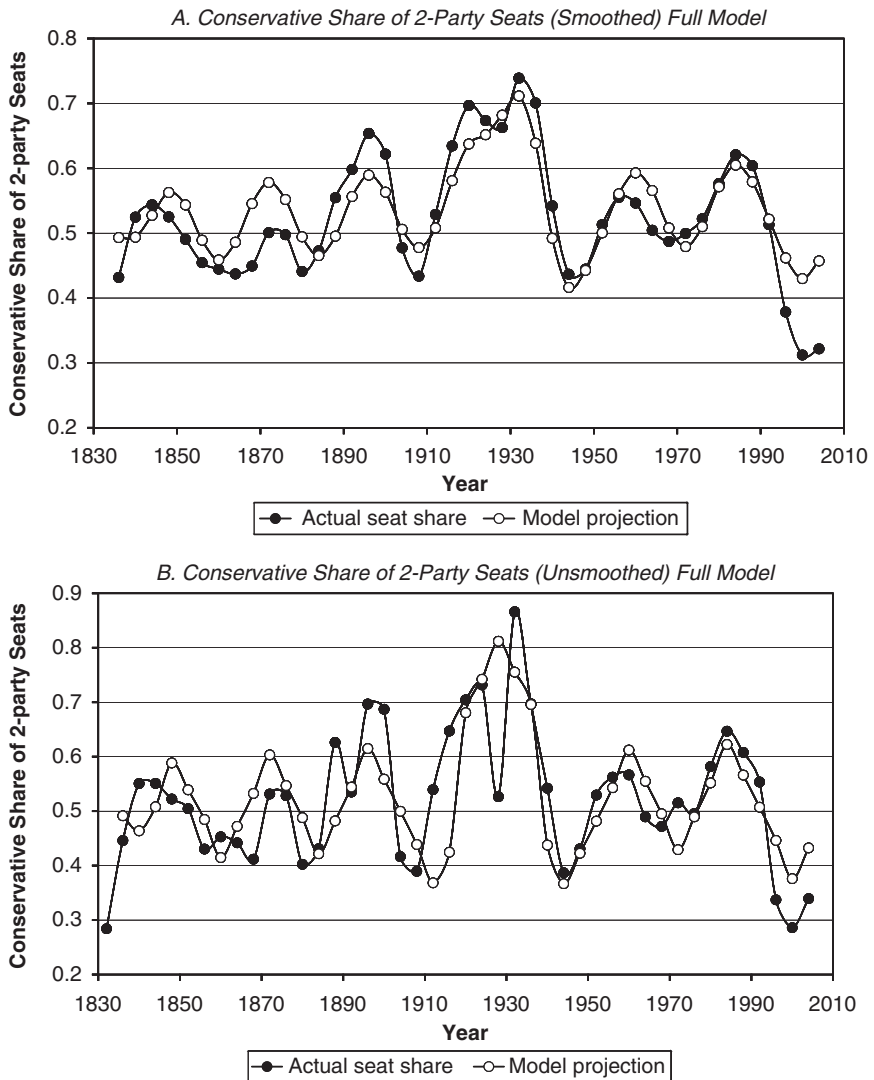 A. Conservative Share of 2-Party Seats (Smoothed) Full Model
Conservative Share of 2-party Seats
0.8
0.7
0.6
0.5
0.4
0.3
0.2
1830 1850 1870 1890 1910 1930 1950 1970 1990 2010
Year
Actual seat share Model projection
B. Conservative Share of 2-Party Seats (Unsmoothed) Full Model
Conservative Share of 2-party Seats
0.9
0.8
0.7
0.6
0.5
0.4
0.3
0.2
1830 1850 1870 1890 1910 1930 1950 1970 1990 2010
Year
Actual seat share Model projection